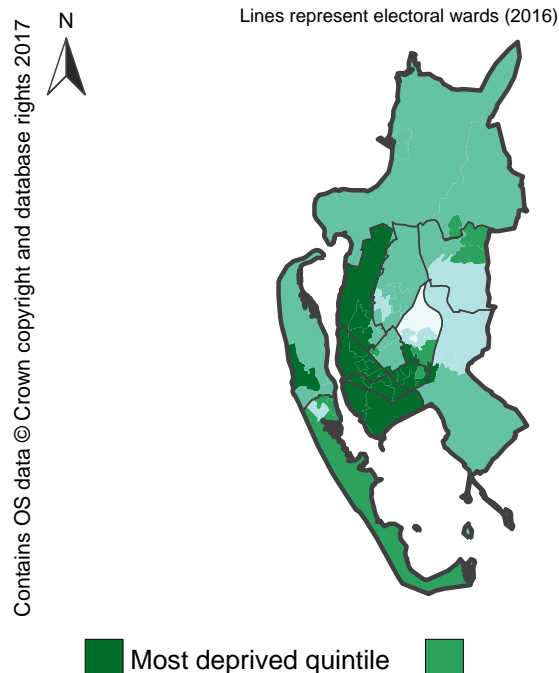 Lines represent electoral wards (2016)
N
Contains OS data © Crown copyright and database rights 2017
Most deprived quintile